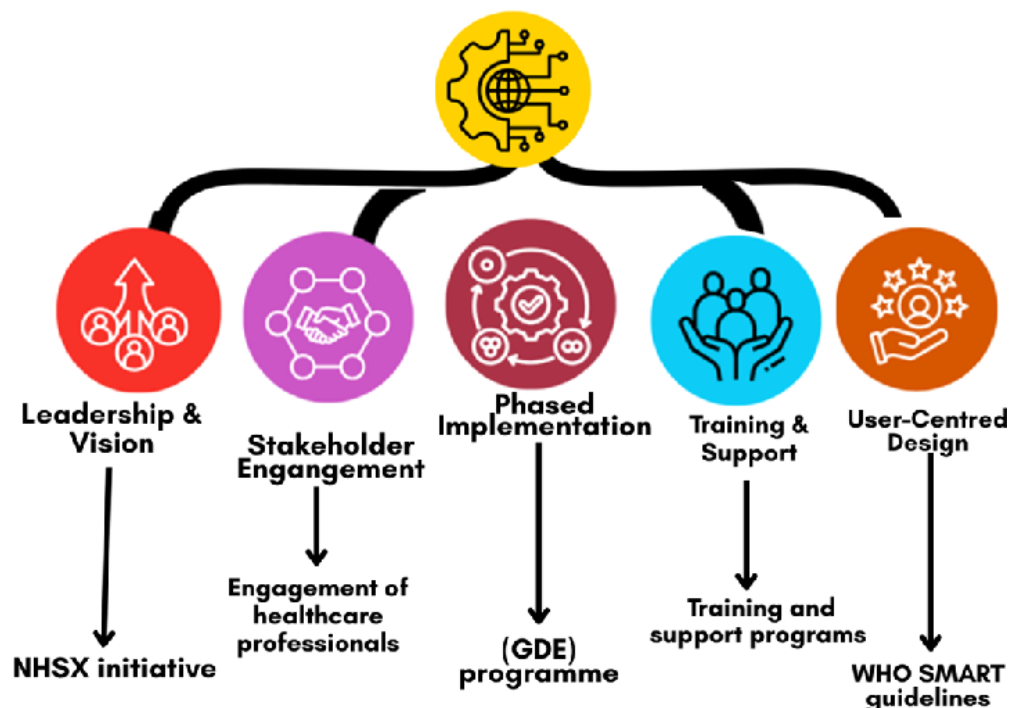 Leadership &
Vision
Stakeholder
Engangement
Phased
Implementation
Training &
Support
User-Centred
Design
NHSX initiative
Engagement of
healthcare
professionals
(GDE)
programme
Training and
support programs
WHO SMART
guidelines